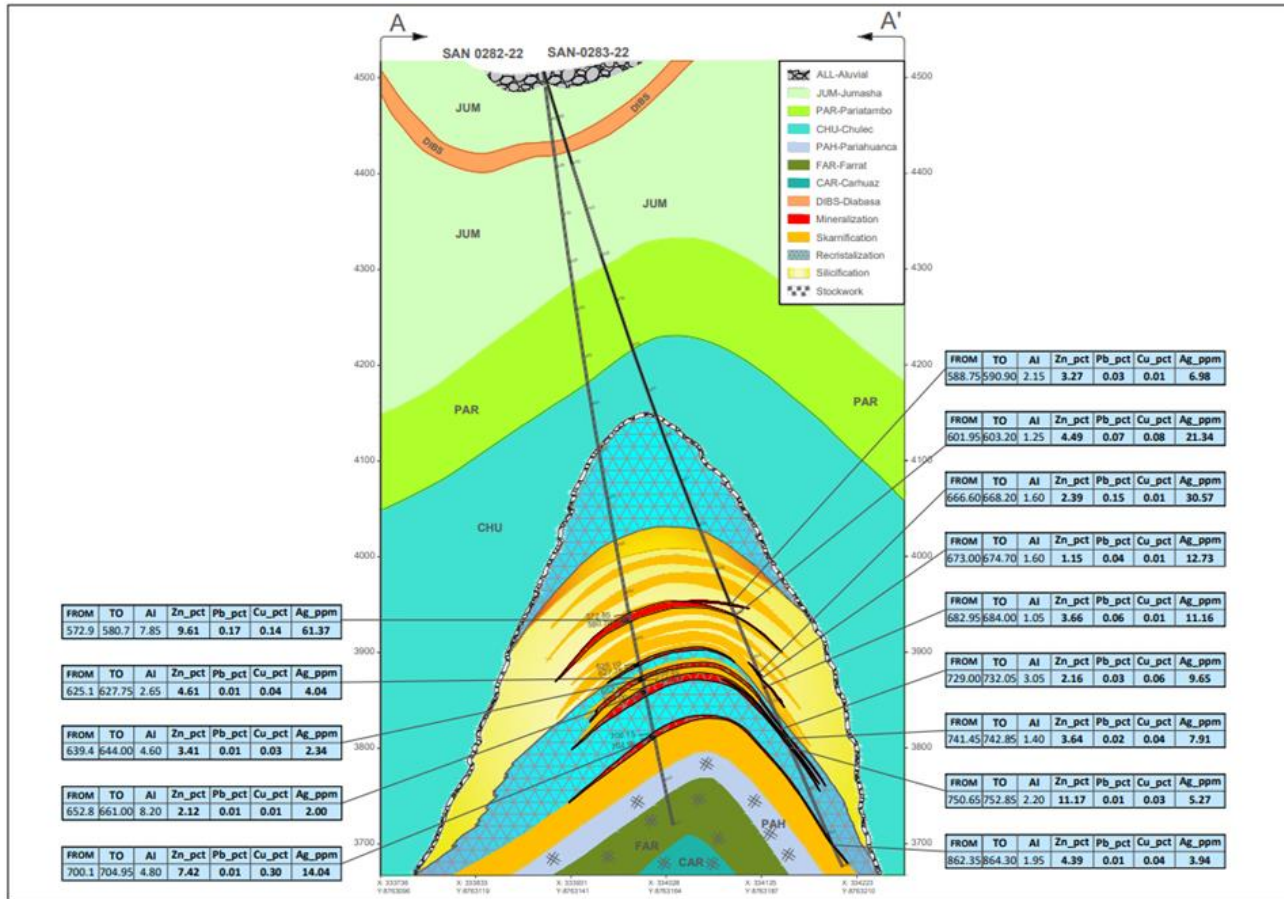 A
A'
SAN 0282-22
SAN-0283-22
4500
4400
4300
4200
4100
4000
3900
3800
3700
4500
4400
4300
4200
4100
4000
3900
3800
3700
ALL-Aluvial
JUM-Jumasha
PAR-Pariatambo
CHU-Chulec
PAH-Pariahuanca
FAR-Farrat
CAR-Carhuaz
DIBS-Diabasa
Mineralization
Skarnification
Recristalization
Silicification
Stockwork
JUM
DIBS
DIBS
JUM
JUM
PAR
PAR
CHU
PAH
FAR
CAR
FROM TO AI Zn_pct Pb_pct Cu_pct Ag_ppm
572.9 580.7 7.85 9.61 0.17 0.14 61.37
FROM TO AI Zn_pct Pb_pct Cu_pct Ag_ppm
625.1 627.75 2.65 4.61 0.01 0.04 4.04
FROM TO AI Zn_pct Pb_pct Cu_pct Ag_ppm
639.4 644.00 4.60 3.41 0.01 0.03 2.34
FROM TO AI Zn_pct Pb_pct Cu_pct Ag_ppm
652.8 661.00 8.20 2.12 0.01 0.01 2.00
FROM TO AI Zn_pct Pb_pct Cu_pct Ag_ppm
700.1 704.95 4.80 7.42 0.01 0.30 14.04
FROM TO AI Zn_pct Pb_pct Cu_pct Ag_ppm
588.75 590.90 2.15 3.27 0.03 0.01 6.98
FROM TO AI Zn_pct Pb_pct Cu_pct Ag_ppm
601.95 603.20 1.25 4.49 0.07 0.08 21.34
FROM TO AI Zn_pct Pb_pct Cu_pct Ag_ppm
666.60 668.20 1.60 2.39 0.15 0.01 30.57
FROM TO AI Zn_pct Pb_pct Cu_pct Ag_ppm
673.00 674.70 1.60 1.15 0.04 0.01 12.73
FROM TO AI Zn_pct Pb_pct Cu_pct Ag_ppm
682.95 684.00 1.05 3.66 0.06 0.01 11.16
FROM TO AI Zn_pct Pb_pct Cu_pct Ag_ppm
729.00 732.05 3.05 2.16 0.03 0.06 9.65
FROM TO AI Zn_pct Pb_pct Cu_pct Ag_ppm
741.45 742.85 1.40 3.64 0.02 0.04 7.91
FROM TO AI Zn_pct Pb_pct Cu_pct Ag_ppm
750.65 752.85 2.20 11.17 0.01 0.03 5.27
FROM TO AI Zn_pct Pb_pct Cu_pct Ag_ppm
862.35 864.30 1.95 4.39 0.01 0.04 3.94
X: 333736
Y:8763096
X: 333833
Y:8763119
X: 333931
Y:8763141
X: 334028
Y:8763164
X: 334125
Y:8763187
X: 334223
Y:8763210